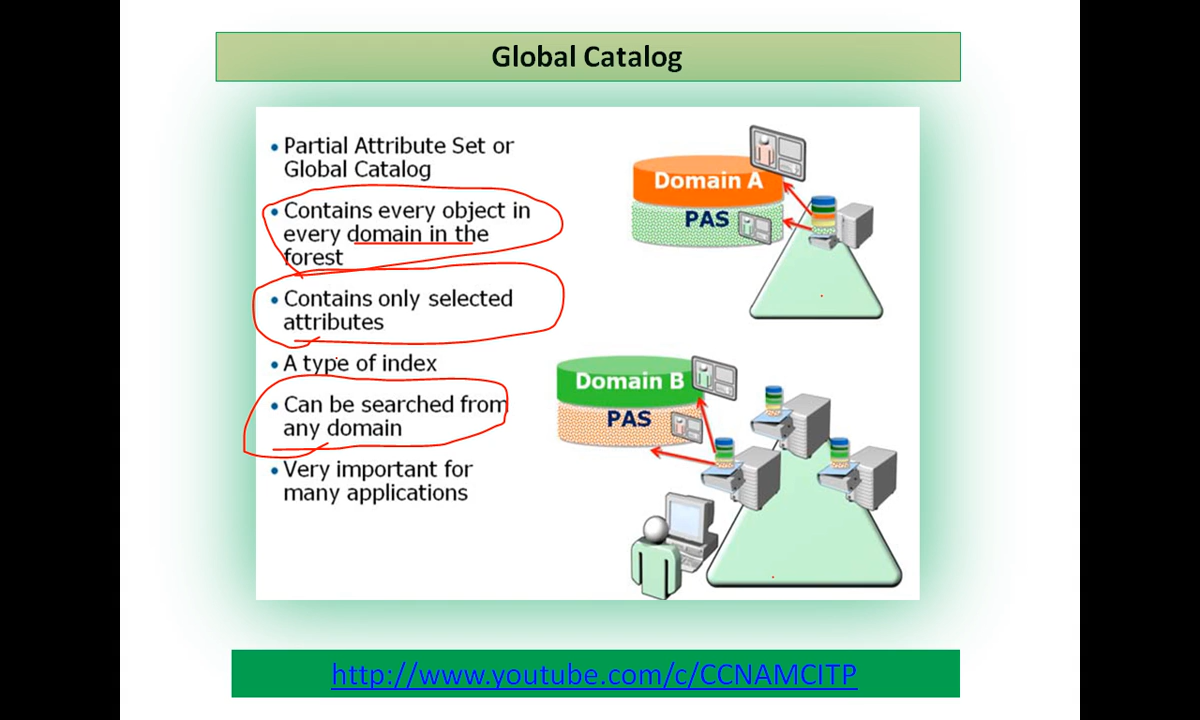 Global Catalog
• Partial Attribute Set or
Global Catalog
• Contains every object in
every domain in the
forest
• Contains only selected
attributes
• A type of index
• Can be searched from
any domain
• Very important for
many applications
Domain A
PAS
Domain B
PAS
http://www.youtube.com/c/CCNAMCITP